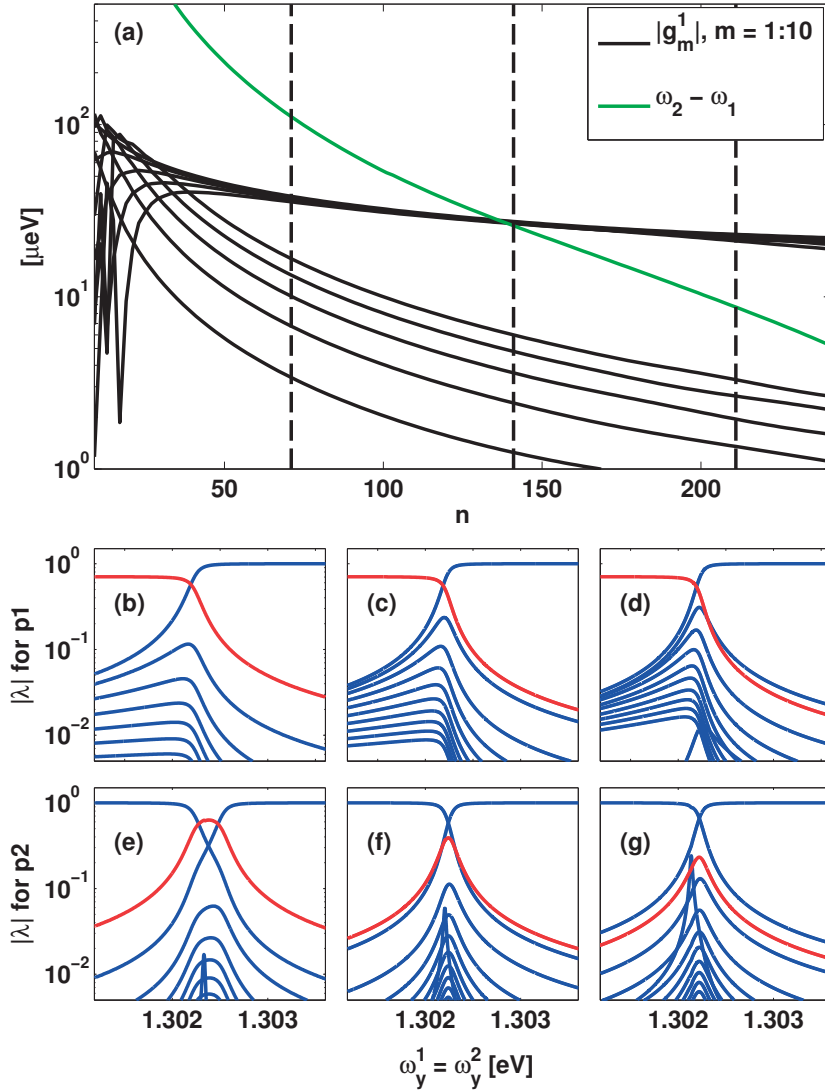 (a)
|g¹ₘ|, m = 1:10
ω₂ − ω₁
[μeV]
10²
10¹
10⁰
50 100 150 200
n
(b) (c) (d)
|λ| for p1
10⁰
10⁻¹
10⁻²
(e) (f) (g)
|λ| for p2
10⁰
10⁻¹
10⁻²
1.302 1.303 1.302 1.303 1.302 1.303
ω¹ᵧ = ω²ᵧ [eV]